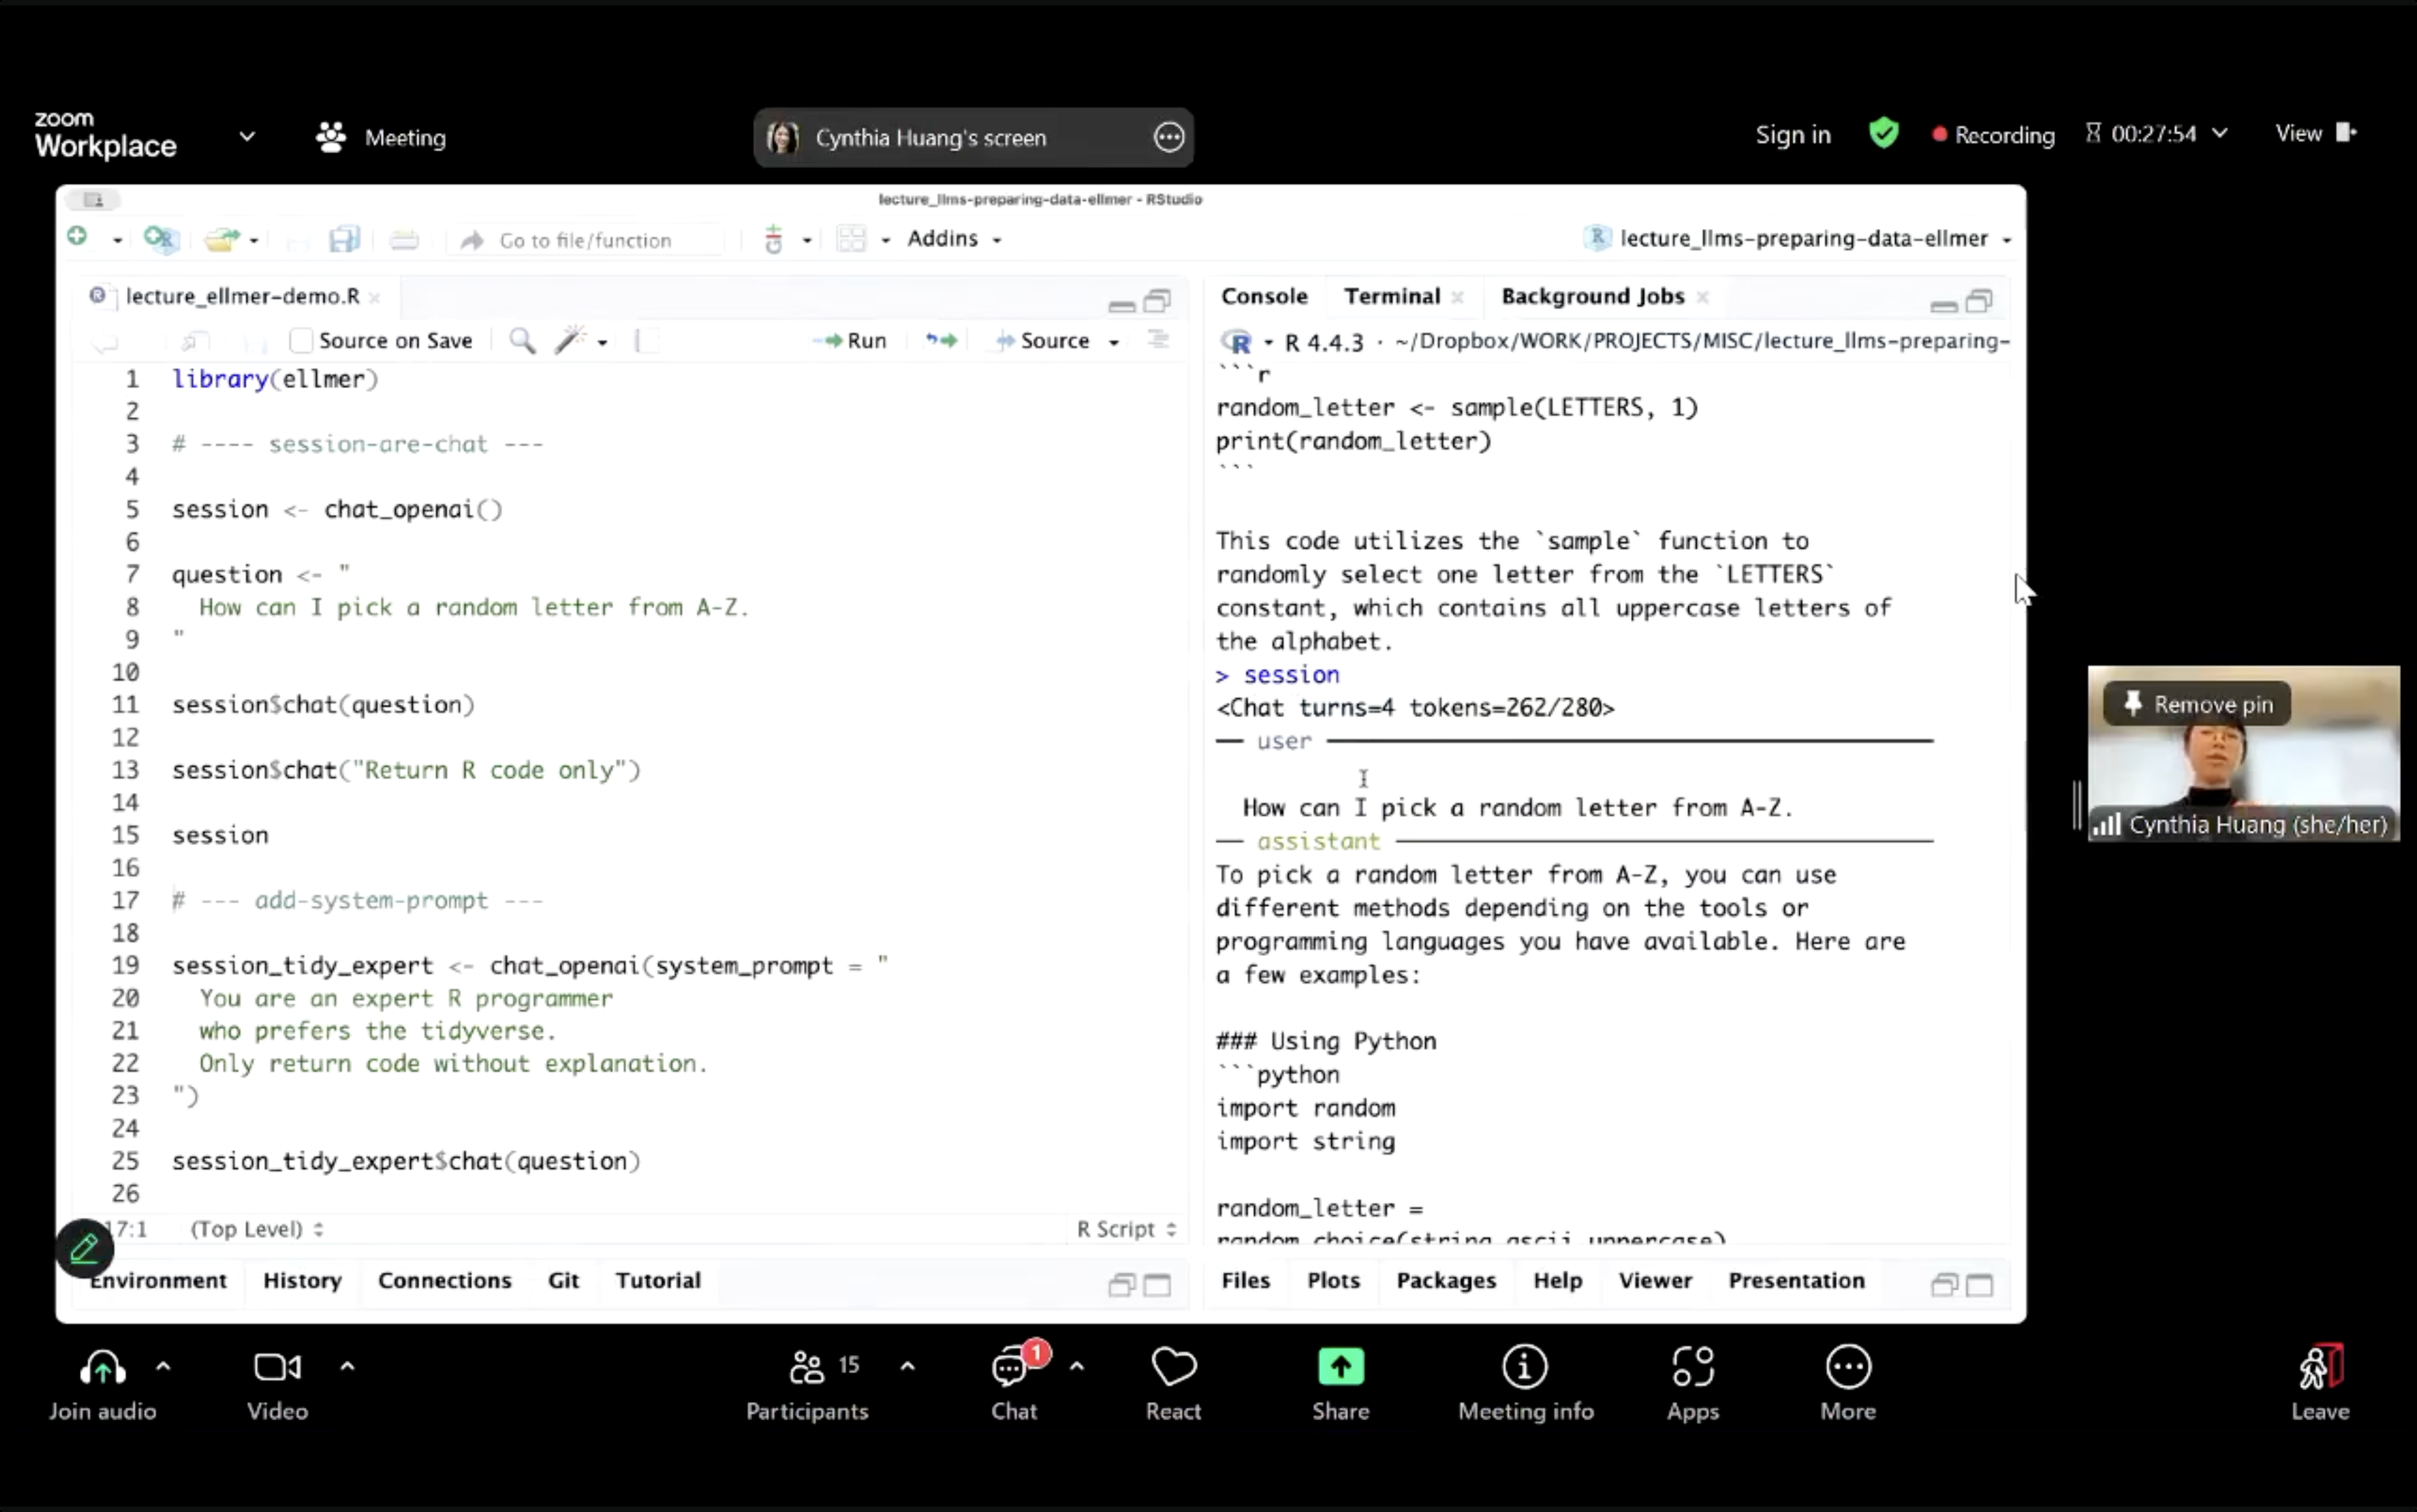 zoom
Workplace
Meeting
Cynthia Huang's screen
Sign in
Recording
00:27:54
View
lecture_llms-preparing-data-ellmer - RStudio
Go to file/function
Addins
lecture_llms-preparing-data-ellmer
lecture_ellmer-demo.R
Source on Save
Run
Source
1 library(ellmer)
2
3 # ---- session-are-chat ---
4
5 session <- chat_openai()
6
7 question <- "
8   How can I pick a random letter from A-Z.
9 "
10
11 session$chat(question)
12
13 session$chat("Return R code only")
14
15 session
16
17 # --- add-system-prompt ---
18
19 session_tidy_expert <- chat_openai(system_prompt = "
20   You are an expert R programmer
21   who prefers the tidyverse.
22   Only return code without explanation.
23 ")
24
25 session_tidy_expert$chat(question)
26
7:1
(Top Level)
R Script
Environment
History
Connections
Git
Tutorial
Console
Terminal
Background Jobs
R 4.4.3 · ~/Dropbox/WORK/PROJECTS/MISC/lecture_llms-preparing-
```r
random_letter <- sample(LETTERS, 1)
print(random_letter)
```
This code utilizes the `sample` function to
randomly select one letter from the `LETTERS`
constant, which contains all uppercase letters of
the alphabet.
> session
<Chat turns=4 tokens=262/280>
— user —
  How can I pick a random letter from A-Z.
— assistant —
To pick a random letter from A-Z, you can use
different methods depending on the tools or
programming languages you have available. Here are
a few examples:
### Using Python
```python
import random
import string
random_letter =
random.choice(string.ascii_uppercase)
Files
Plots
Packages
Help
Viewer
Presentation
Remove pin
Cynthia Huang (she/her)
Join audio
Video
15
Participants
1
Chat
React
Share
Meeting info
Apps
More
Leave